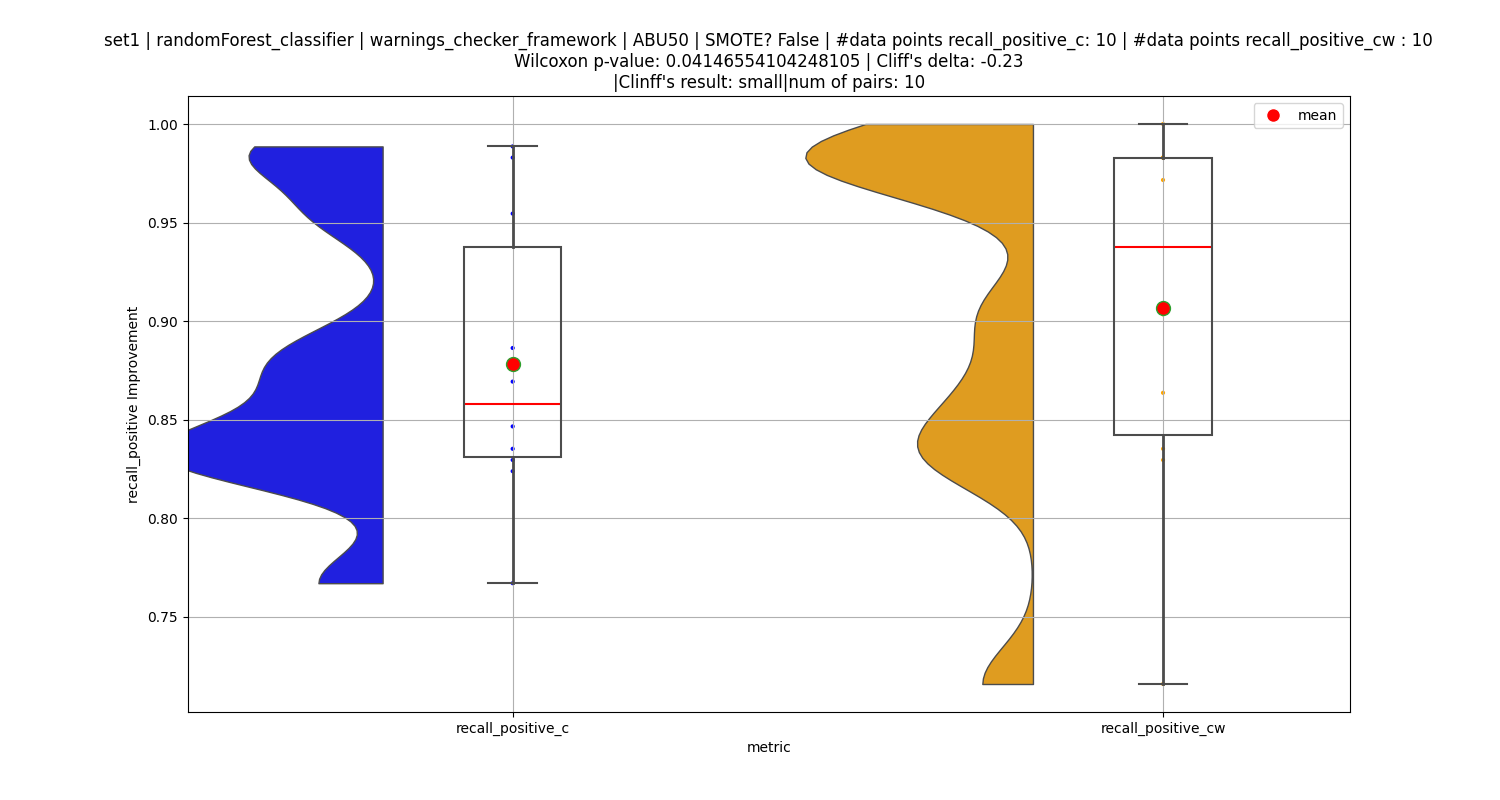 set1 | randomForest_classifier | warnings_checker_framework | ABU50 | SMOTE? False | #data points recall_positive_c: 10 | #data points recall_positive_cw : 10
Wilcoxon p-value: 0.04146554104248105 | Cliff's delta: -0.23
|Clinff's result: small|num of pairs: 10
mean
1.00
0.95
0.90
0.85
0.80
0.75
recall_positive Improvement
recall_positive_c
recall_positive_cw
metric